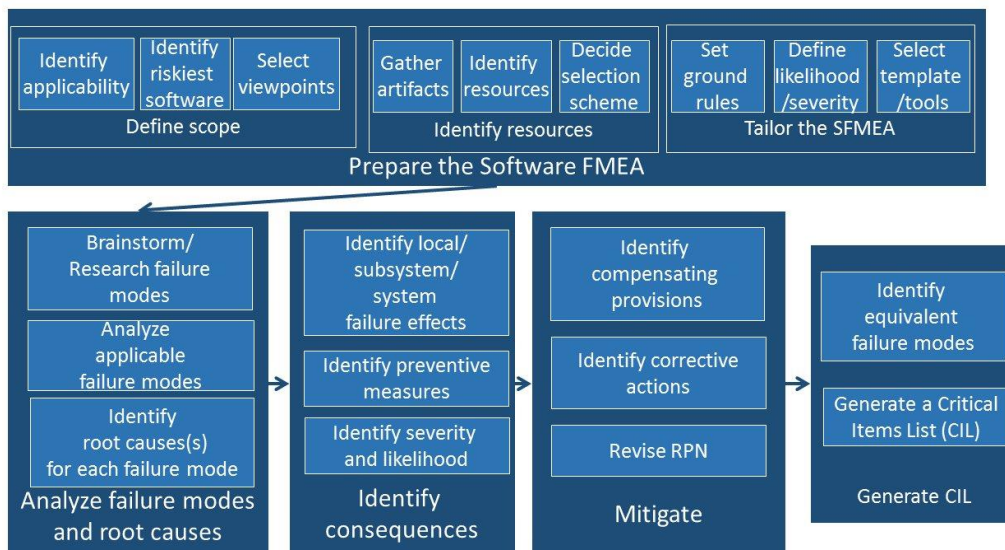 Identify
applicability
Identify
riskiest
software
Select
viewpoints
Define scope
Gather
artifacts
Identify
resources
Decide
selection
scheme
Identify resources
Set
ground
rules
Define
likelihood
/severity
Select
template
/tools
Tailor the SFMEA
Prepare the Software FMEA
Brainstorm/
Research failure
modes
Analyze
applicable
failure modes
Identify
root causes(s)
for each failure mode
Analyze failure modes
and root causes
Identify local/
subsystem/
system
failure effects
Identify preventive
measures
Identify severity
and likelihood
Identify
consequences
Identify
compensating
provisions
Identify corrective
actions
Revise RPN
Mitigate
Identify
equivalent
failure modes
Generate a Critical
Items List (CIL)
Generate CIL